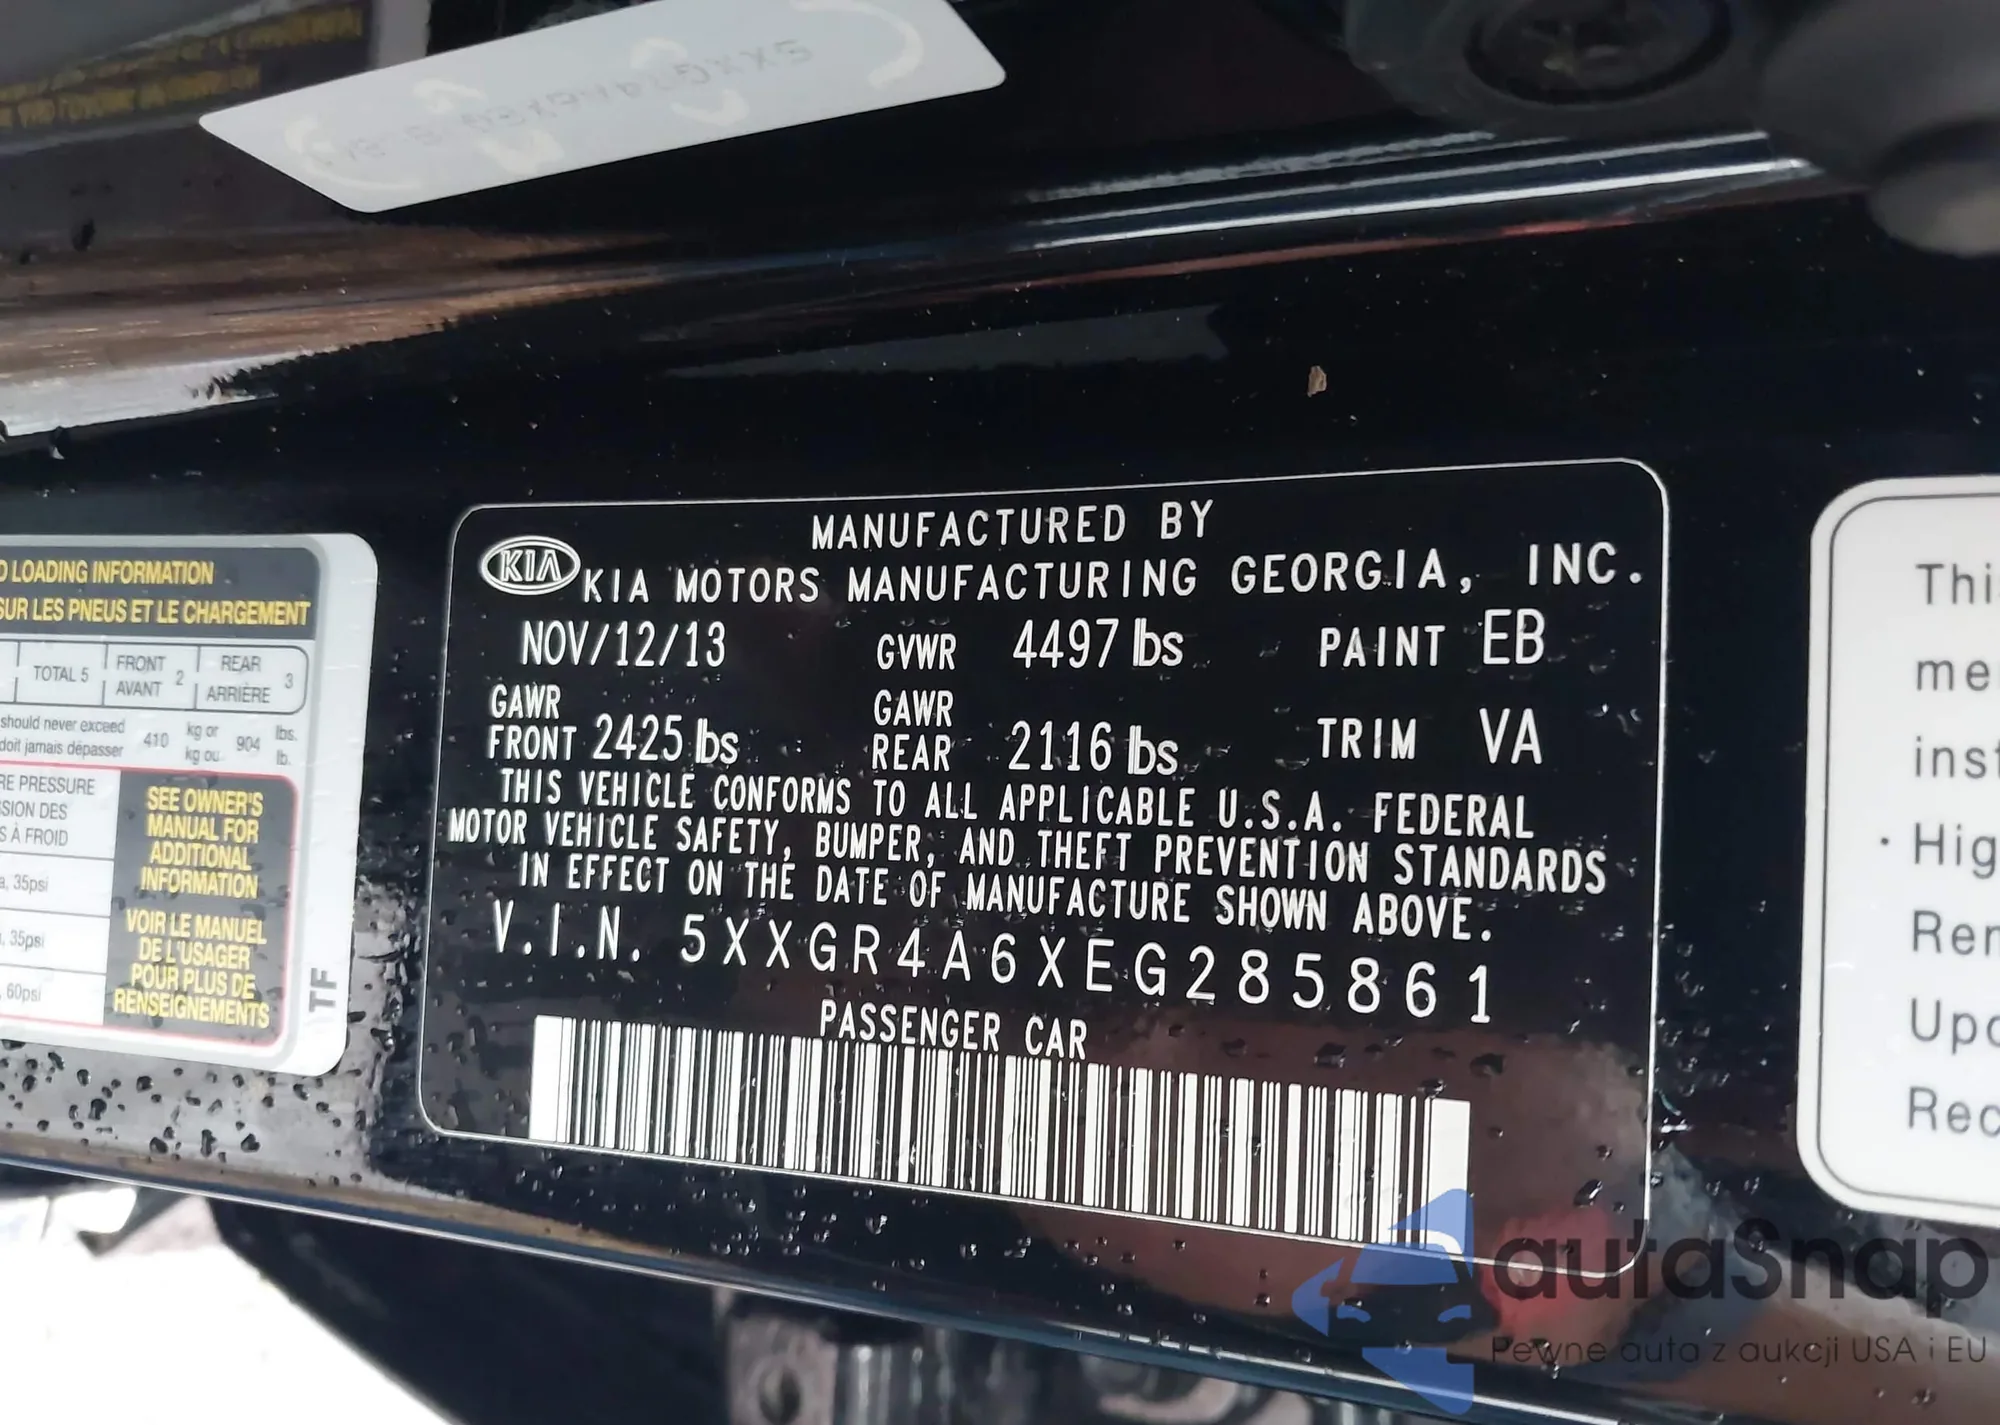 D LOADING INFORMATION
SUR LES PNEUS ET LE CHARGEMENT
TOTAL 5
FRONT
AVANT
2
REAR
ARRIÈRE
3
should never exceed
doit jamais dépasser
410
kg or
kg ou
904
lbs.
lb.
RE PRESSURE
SION DES
S À FROID
, 35psi
, 35psi
, 60psi
SEE OWNER'S
MANUAL FOR
ADDITIONAL
INFORMATION
VOIR LE MANUEL
DE L'USAGER
POUR PLUS DE
RENSEIGNEMENTS
TF
MANUFACTURED BY
KIA KIA MOTORS MANUFACTURING GEORGIA, INC.
NOV/12/13 GVWR 4497 lbs PAINT EB
GAWR
FRONT 2425 lbs
GAWR
REAR 2116 lbs
TRIM VA
THIS VEHICLE CONFORMS TO ALL APPLICABLE U.S.A. FEDERAL
MOTOR VEHICLE SAFETY, BUMPER, AND THEFT PREVENTION STANDARDS
IN EFFECT ON THE DATE OF MANUFACTURE SHOWN ABOVE.
V.I.N. 5XXGR4A6XEG285861
PASSENGER CAR
Thi
me
inst
· Hig
Rem
Upo
Rec
autaSnap
Pewne auta z aukcji USA i EU